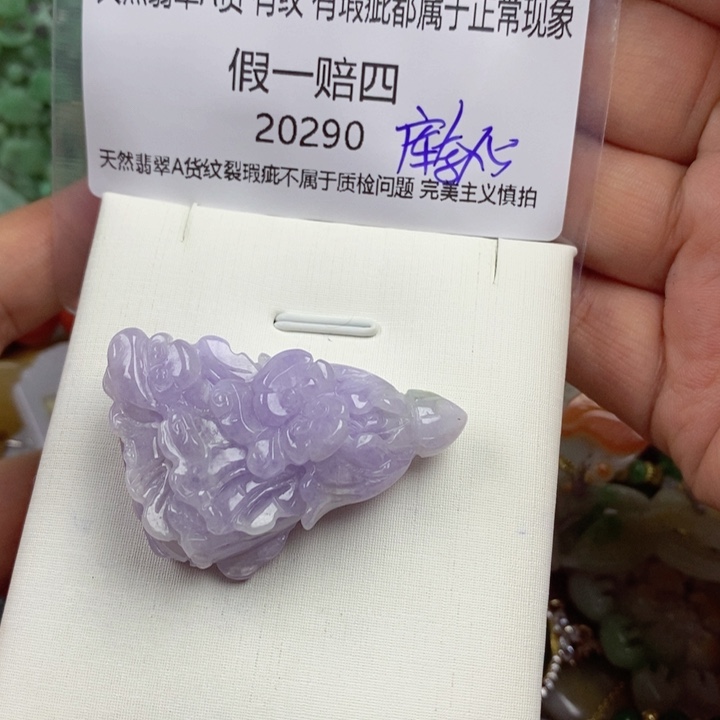 天然翡翠A货 有纹 有瑕疵都属于正常现象
假一赔四
20290
天然翡翠A货纹裂瑕疵不属于质检问题 完美主义慎拍